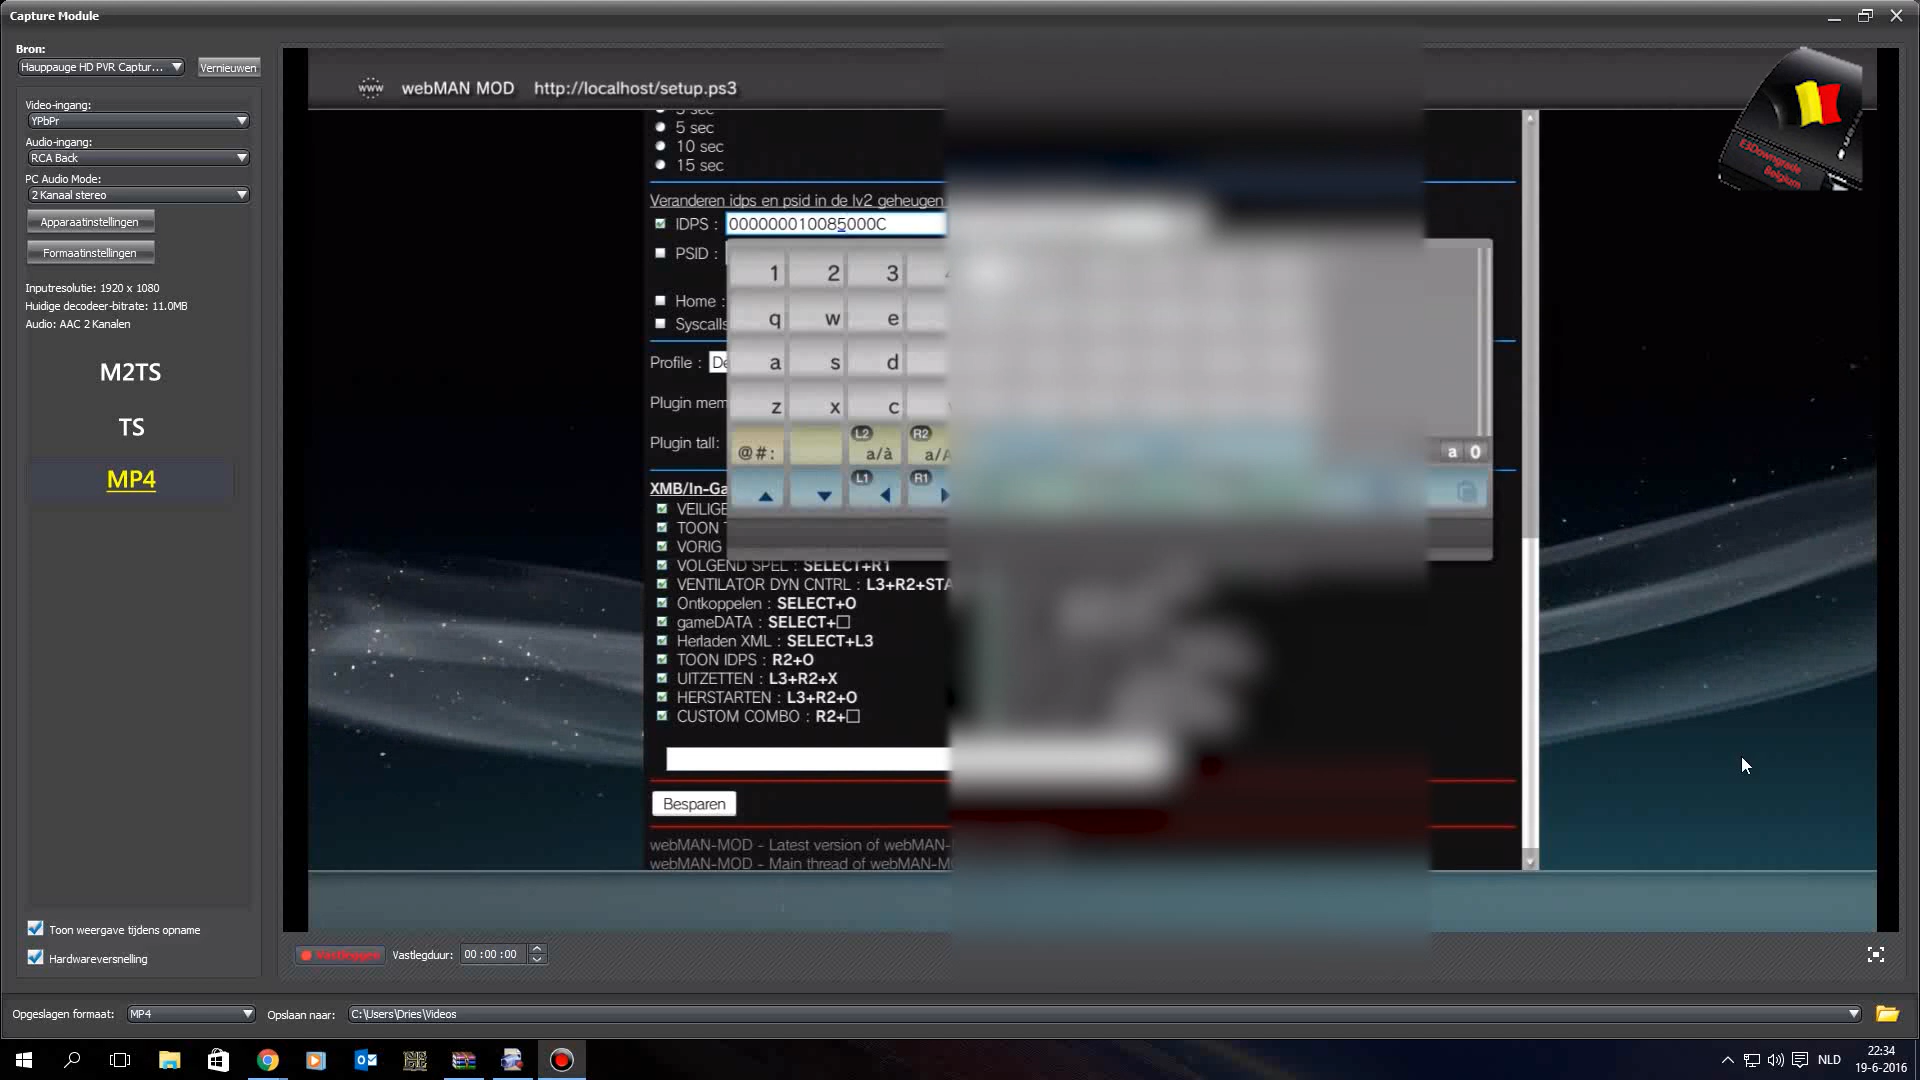 Capture Module
Bron:
Hauppauge HD PVR Captur...
Vernieuwen
Video-ingang:
YPbPr
Audio-ingang:
RCA Back
PC Audio Mode:
2 Kanaal stereo
Apparaatinstellingen
Formaatinstellingen
Inputresolutie: 1920 x 1080
Huidige decodeer-bitrate: 11.0MB
Audio: AAC 2 Kanalen
M2TS
TS
MP4
Toon weergave tijdens opname
Hardwareversnelling
www webMAN MOD http://localhost/setup.ps3
E3Downgrade
Belgium
5 sec
10 sec
15 sec
Veranderen idps en psid in de lv2 geheugen
IDPS : 000000010085000C
PSID :
1 2 3
Home :
q w e
Syscalls
Profile : De
a s d
Plugin mem
z x c
Plugin tall:
@#: L2 a/à R2 a/A
a 0
L1 R1
XMB/In-Ga
VEILIGE
TOON
VORIG
VOLGEND SPEL : SELECT+R1
VENTILATOR DYN CNTRL : L3+R2+STA
Ontkoppelen : SELECT+O
gameDATA : SELECT+□
Herladen XML : SELECT+L3
TOON IDPS : R2+O
UITZETTEN : L3+R2+X
HERSTARTEN : L3+R2+O
CUSTOM COMBO : R2+□
Besparen
webMAN-MOD - Latest version of webMAN-
webMAN-MOD - Main thread of webMAN-M
Vastleggen
Vastlegduur: 00 :00 :00
Opgeslagen formaat: MP4 Opslaan naar: C:\Users\Dries\Videos
NLD
22:34
19-6-2016